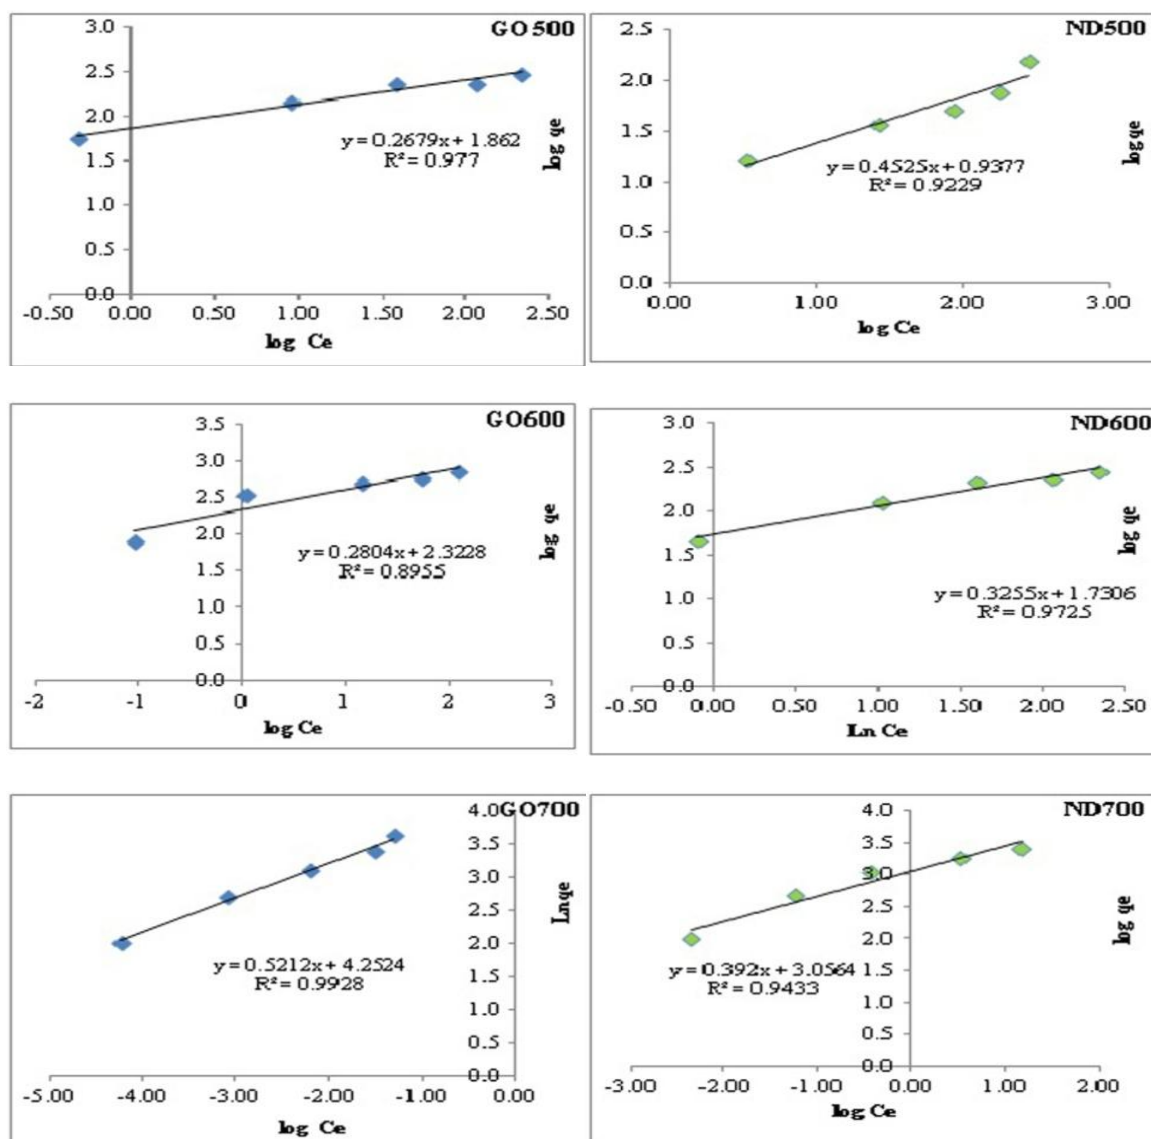 GO 500
3.0
2.5
2.0
1.5
1.0
0.5
0.0
y = 0.2679x + 1.862
R² = 0.977
log qe
-0.50 0.00 0.50 1.00 1.50 2.00 2.50
log Ce
ND500
2.5
2.0
1.5
1.0
0.5
0.0
y = 0.4525x + 0.9377
R² = 0.9229
log qe
0.00 1.00 2.00 3.00
log Ce
GO600
3.5
3.0
2.5
2.0
1.5
1.0
0.5
0.0
y = 0.2804x + 2.3228
R² = 0.8955
log qe
-2 -1 0 1 2 3
log Ce
ND600
3.0
2.5
2.0
1.5
1.0
0.5
0.0
y = 0.3255x + 1.7306
R² = 0.9725
log qe
-0.50 0.00 0.50 1.00 1.50 2.00 2.50
Ln Ce
GO700
4.0
3.5
3.0
2.5
2.0
1.5
1.0
0.5
0.0
y = 0.5212x + 4.2524
R² = 0.9928
Lnqe
-5.00 -4.00 -3.00 -2.00 -1.00 0.00
log Ce
ND700
4.0
3.5
3.0
2.5
2.0
1.5
1.0
0.5
0.0
y = 0.392x + 3.0564
R² = 0.9433
log qe
-3.00 -2.00 -1.00 0.00 1.00 2.00
log Ce